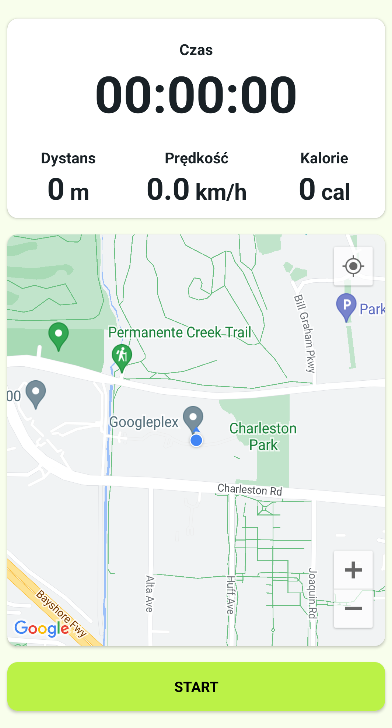 Czas
00:00:00
Dystans
Prędkość
Kalorie
0 m
0.0 km/h
0 cal
Bill Graham Pkwy
P
Park
Permanente Creek Trail
00
Googleplex
Charleston
Park
Charleston Rd
Alta Ave
Huff Ave
Joaquin Rd
Bayshore Fwy
+
−
Google
START